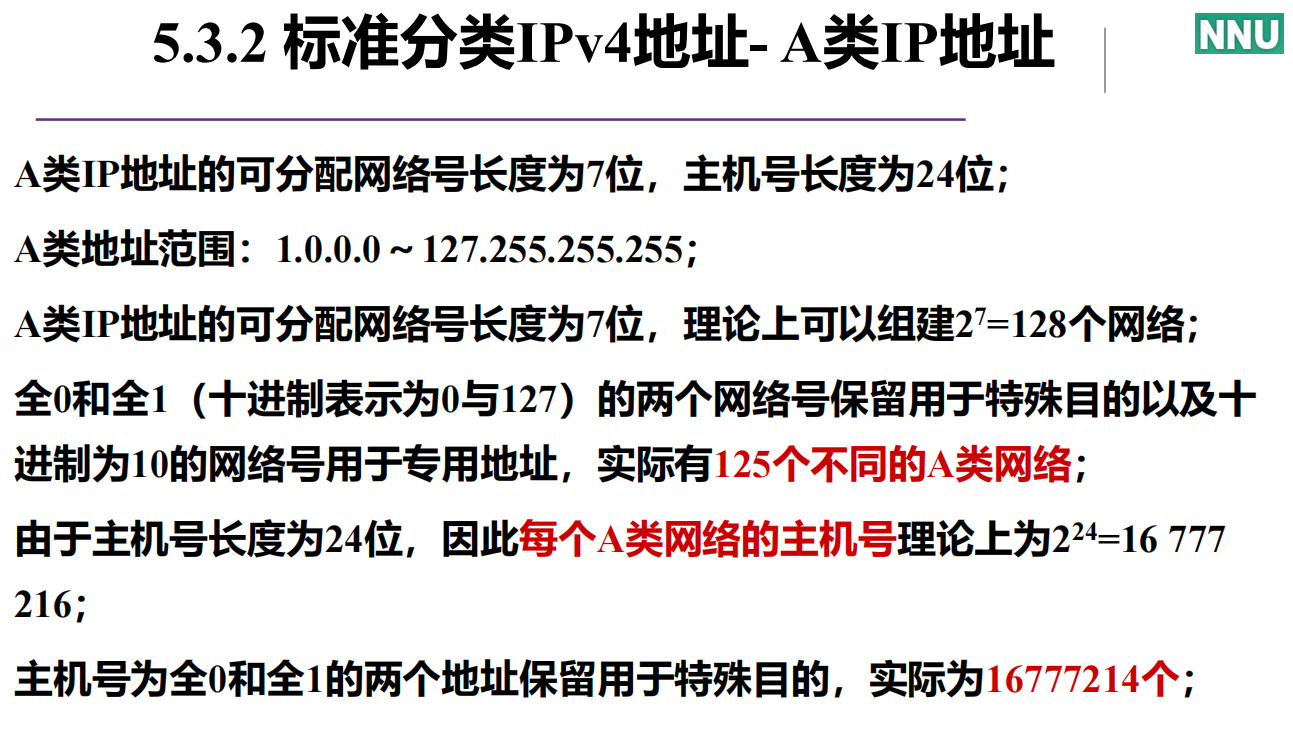 5.3.2 标准分类IPv4地址- A类IP地址
NNU
A类IP地址的可分配网络号长度为7位，主机号长度为24位；
A类地址范围：1.0.0.0～127.255.255.255；
A类IP地址的可分配网络号长度为7位，理论上可以组建2⁷=128个网络；
全0和全1（十进制表示为0与127）的两个网络号保留用于特殊目的以及十
进制为10的网络号用于专用地址，实际有125个不同的A类网络；
由于主机号长度为24位，因此每个A类网络的主机号理论上为2²⁴=16 777
216；
主机号为全0和全1的两个地址保留用于特殊目的，实际为16777214个；